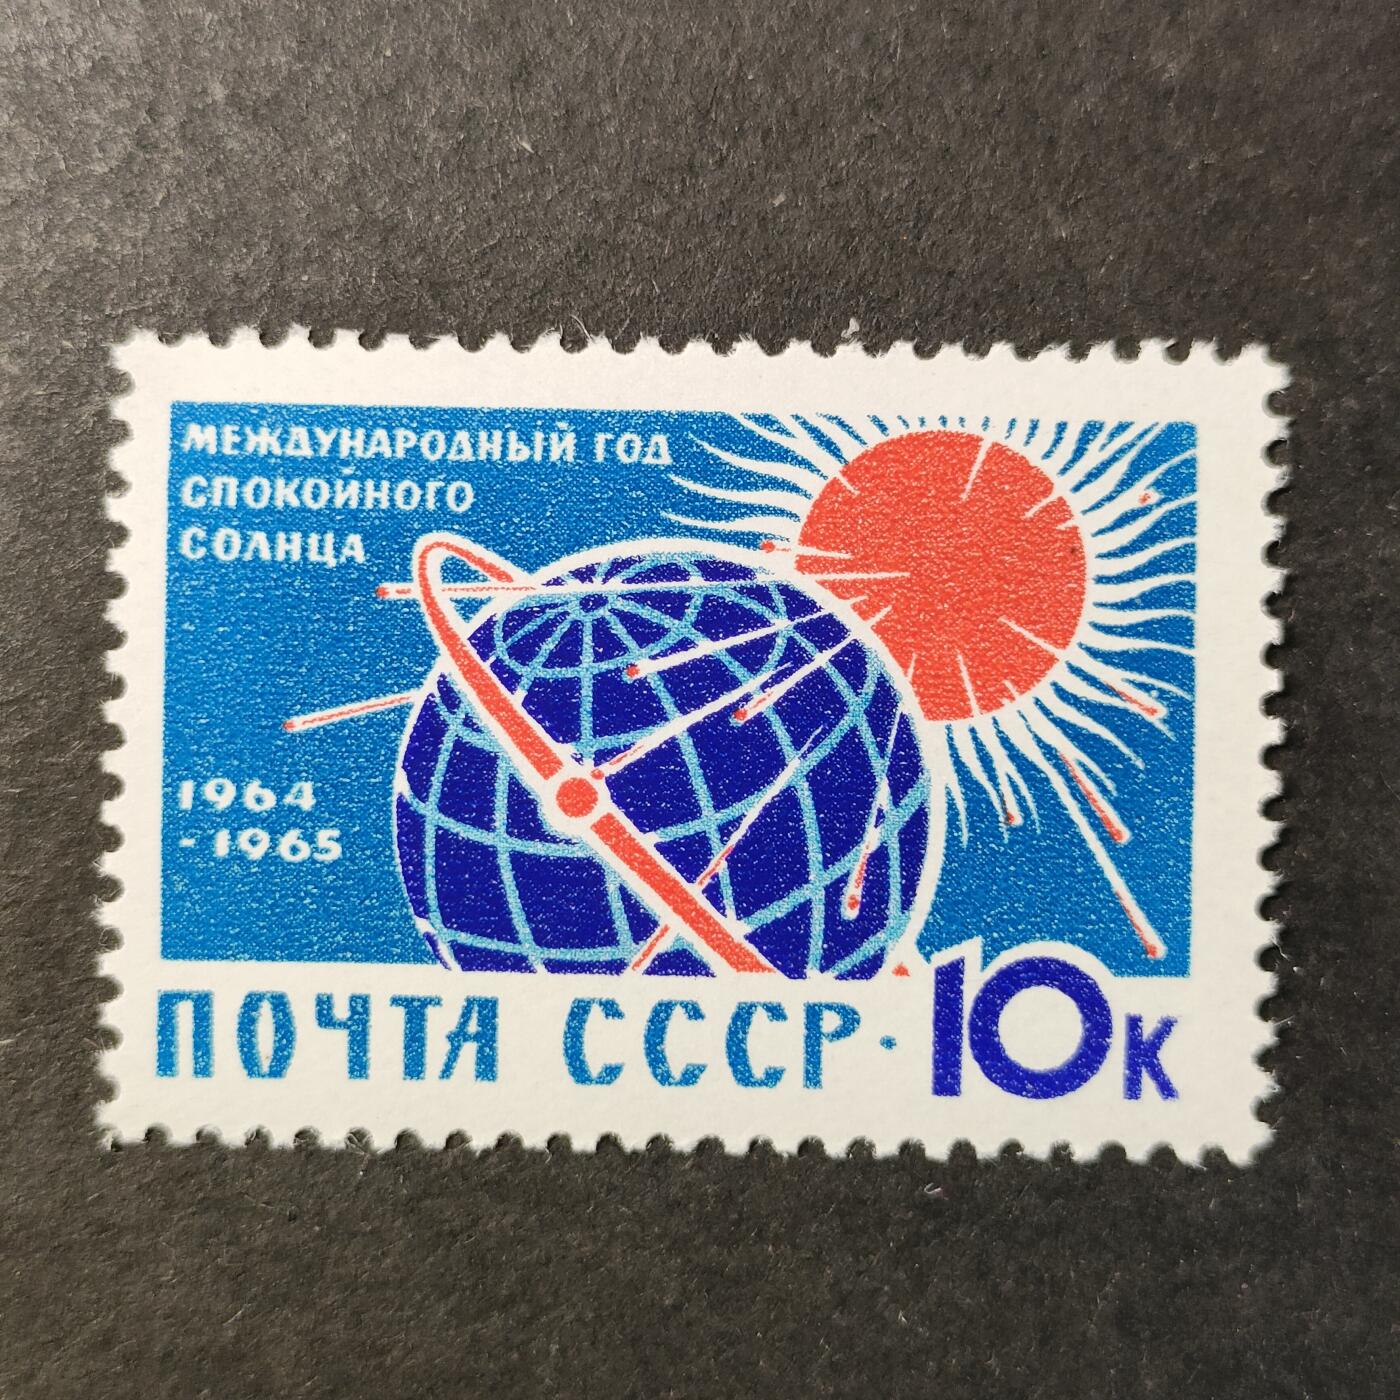 МЕЖДУНАРОДНЫЙ ГОД
СПОКОЙНОГО
СОЛНЦА
1964
-1965
ПОЧТА СССР·10К